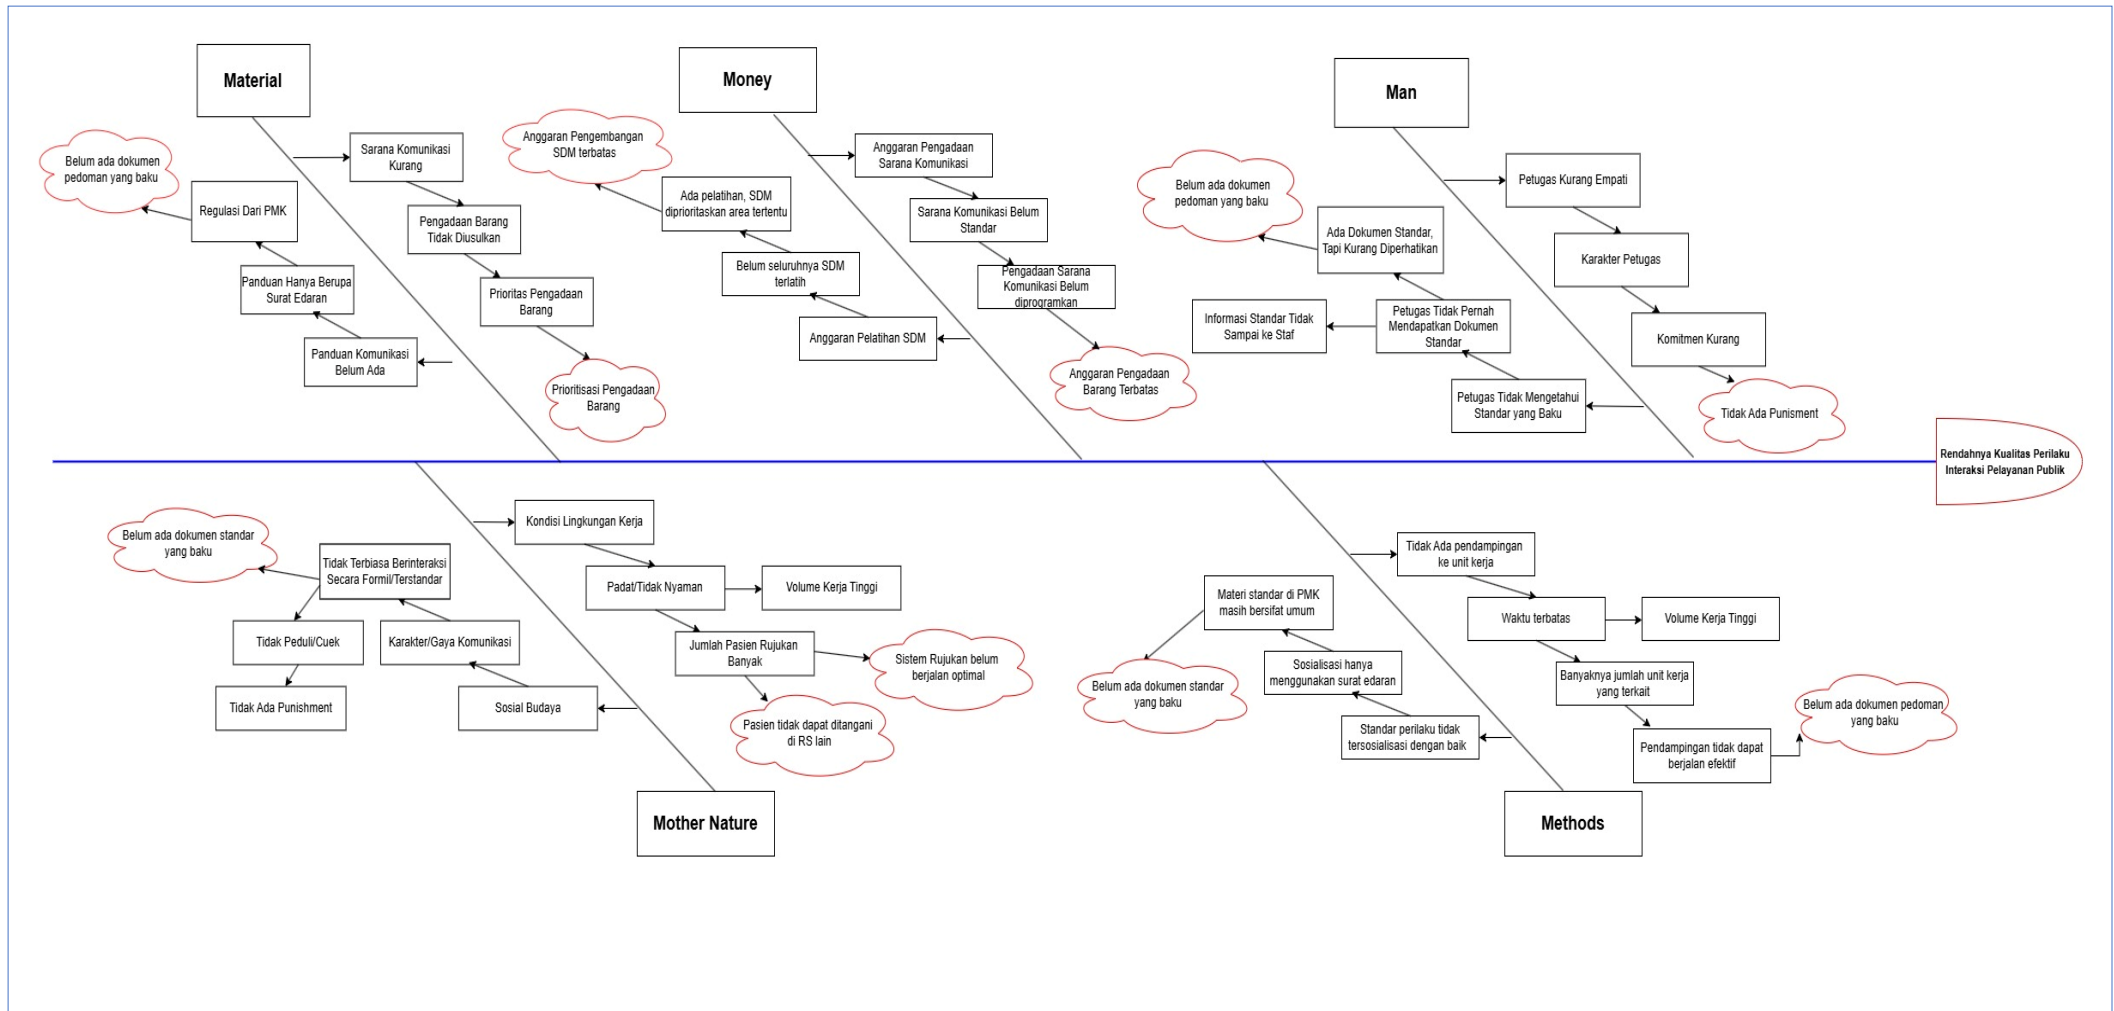 Material
Belum ada dokumen
pedoman yang baku
Regulasi Dari PMK
Panduan Hanya Berupa
Surat Edaran
Panduan Komunikasi
Belum Ada
Sarana Komunikasi
Kurang
Pengadaan Barang
Tidak Diusulkan
Prioritas Pengadaan
Barang
Prioritisasi Pengadaan
Barang
Money
Anggaran Pengembangan
SDM terbatas
Ada pelatihan, SDM
diprioritaskan area tertentu
Belum seluruhnya SDM
terlatih
Anggaran Pelatihan SDM
Anggaran Pengadaan
Sarana Komunikasi
Sarana Komunikasi Belum
Standar
Pengadaan Sarana
Komunikasi Belum
diprogramkan
Anggaran Pengadaan
Barang Terbatas
Man
Belum ada dokumen
pedoman yang baku
Ada Dokumen Standar,
Tapi Kurang Diperhatikan
Informasi Standar Tidak
Sampai ke Staf
Petugas Tidak Pernah
Mendapatkan Dokumen
Standar
Petugas Tidak Mengetahui
Standar yang Baku
Petugas Kurang Empati
Karakter Petugas
Komitmen Kurang
Tidak Ada Punisment
Rendahnya Kualitas Perilaku
Interaksi Pelayanan Publik
Belum ada dokumen standar
yang baku
Tidak Terbiasa Berinteraksi
Secara Formil/Terstandar
Tidak Peduli/Cuek
Tidak Ada Punishment
Karakter/Gaya Komunikasi
Sosial Budaya
Kondisi Lingkungan Kerja
Padat/Tidak Nyaman
Volume Kerja Tinggi
Jumlah Pasien Rujukan
Banyak
Sistem Rujukan belum
berjalan optimal
Pasien tidak dapat ditangani
di RS lain
Mother Nature
Materi standar di PMK
masih bersifat umum
Belum ada dokumen standar
yang baku
Sosialisasi hanya
menggunakan surat edaran
Standar perilaku tidak
tersosialisasi dengan baik
Tidak Ada pendampingan
ke unit kerja
Waktu terbatas
Volume Kerja Tinggi
Banyaknya jumlah unit kerja
yang terkait
Pendampingan tidak dapat
berjalan efektif
Belum ada dokumen pedoman
yang baku
Methods